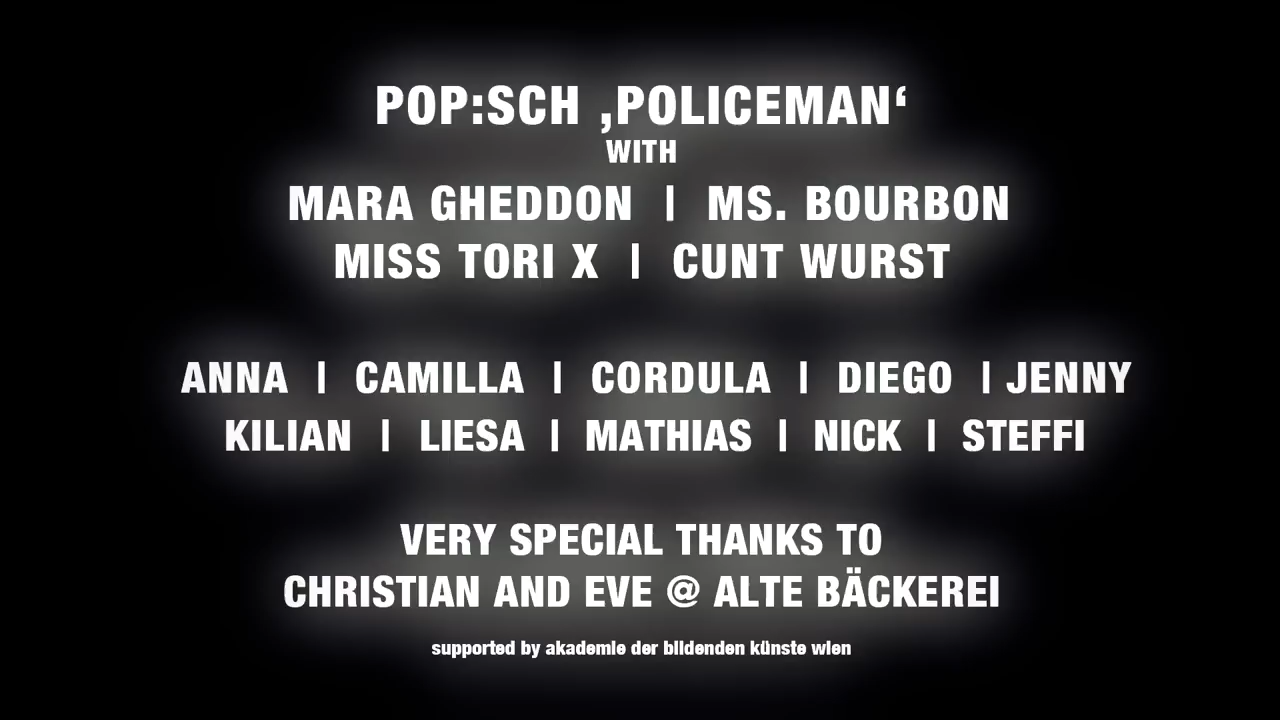 POP:SCH ‚POLICEMAN‘
WITH
MARA GHEDDON | MS. BOURBON
MISS TORI X | CUNT WURST
ANNA | CAMILLA | CORDULA | DIEGO | JENNY
KILIAN | LIESA | MATHIAS | NICK | STEFFI
VERY SPECIAL THANKS TO
CHRISTIAN AND EVE @ ALTE BÄCKEREI
supported by akademie der bildenden künste wien